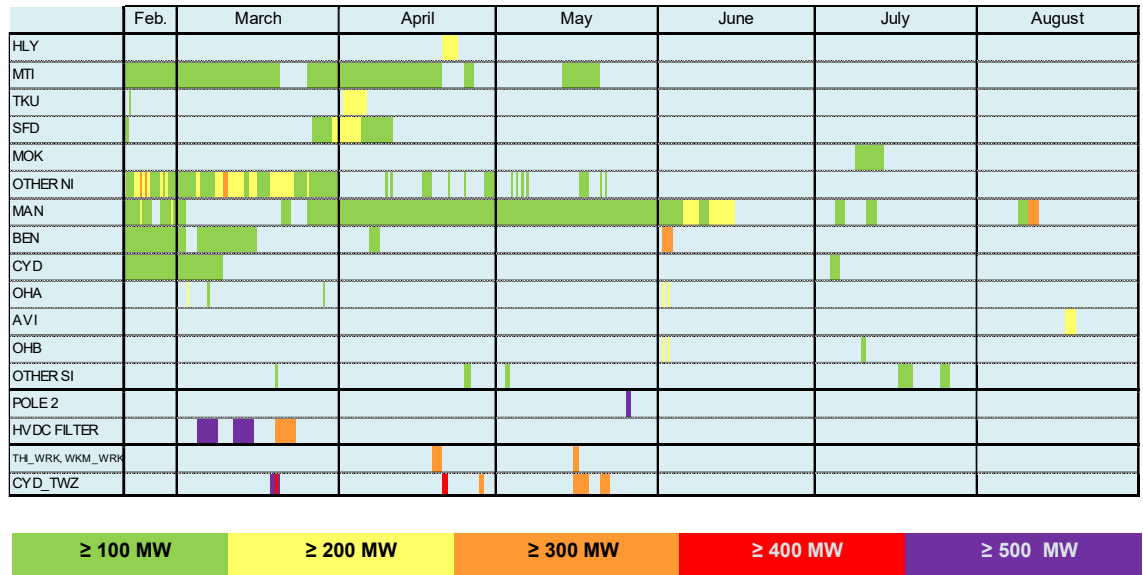 Feb. March April May June July August
HLY
MTI
TKU
SFD
MOK
OTHER NI
MAN
BEN
CYD
OHA
AVI
OHB
OTHER SI
POLE 2
HVDC FILTER
THI_WRK, WKM_WRK
CYD_TWZ
≥ 100 MW ≥ 200 MW ≥ 300 MW ≥ 400 MW ≥ 500 MW